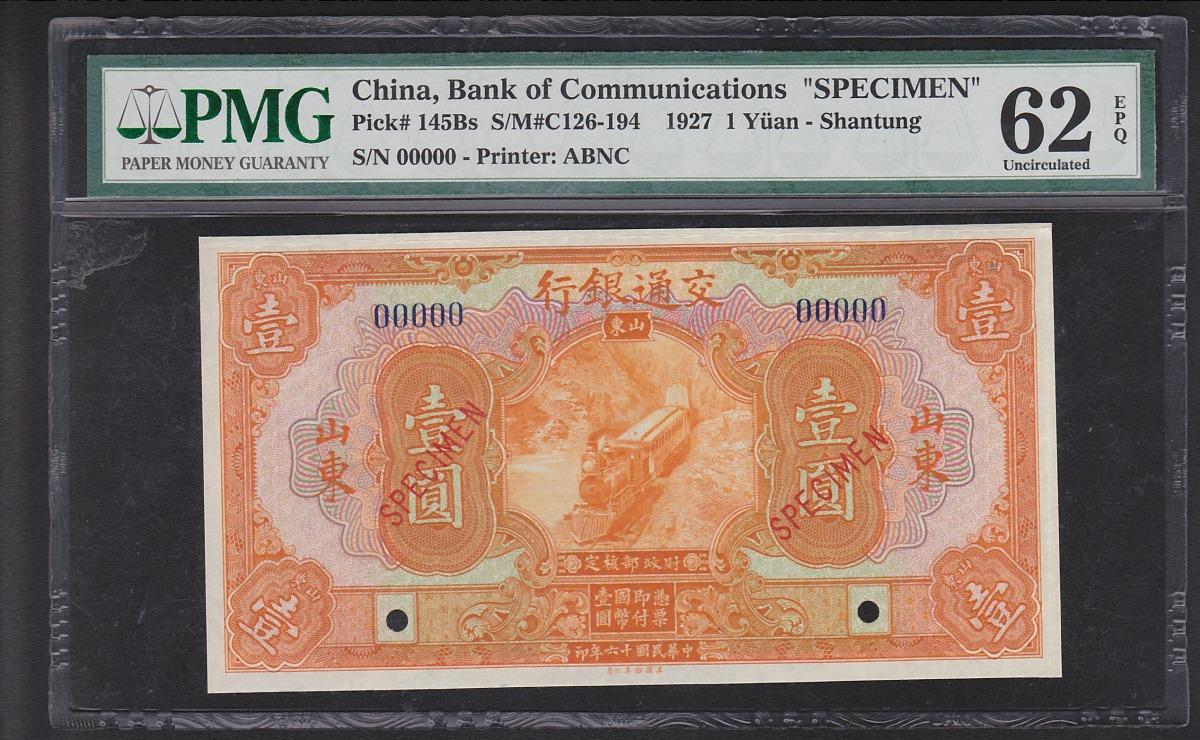 PMG
PAPER MONEY GUARANTY
China, Bank of Communications "SPECIMEN"
Pick# 145Bs S/M#C126-194 1927 1 Yüan - Shantung
S/N 00000 - Printer: ABNC
62
EPQ
Uncirculated
山東
壹
行銀通交
山東
壹
00000
00000
山東
壹圓
SPECIMEN
壹圓
SPECIMEN
山東
山東
定核部政財
憑票即付國幣壹圓
山東
壹
山東
壹
印年六十國民華中